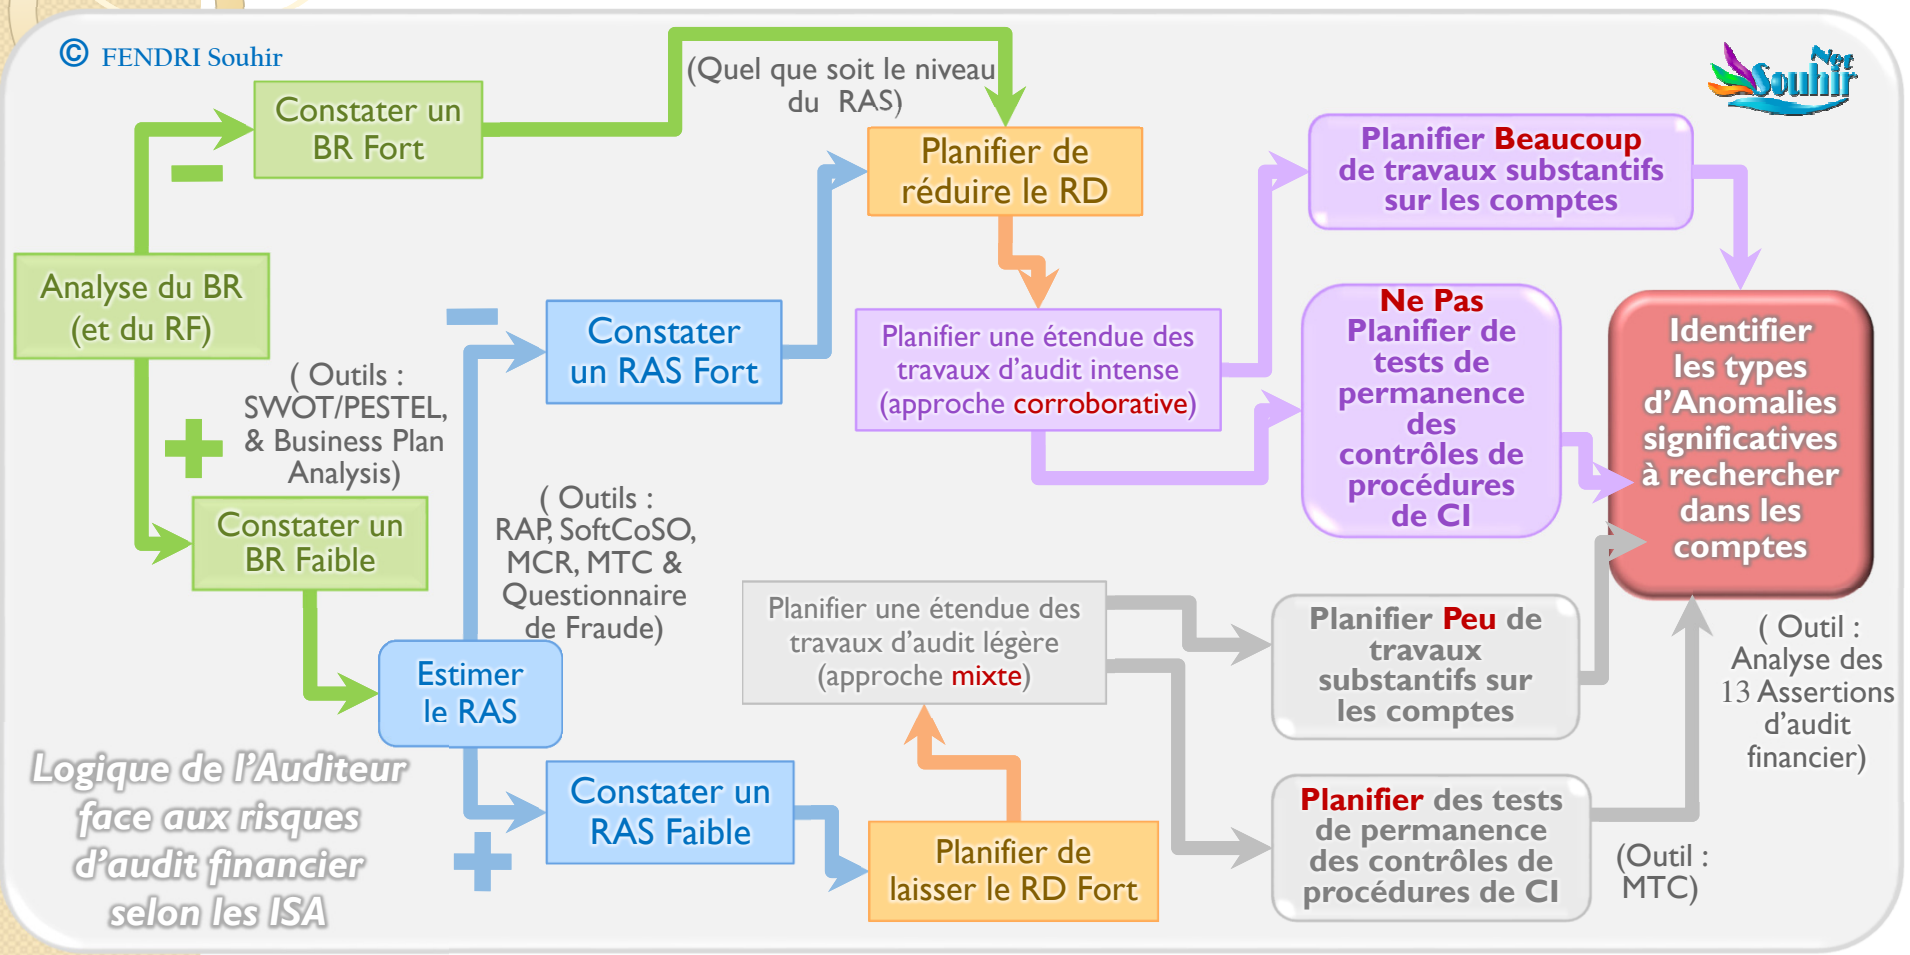 © FENDRI Souhir
Net
Souhir
Constater un
BR Fort
(Quel que soit le niveau
du RAS)
Planifier de
réduire le RD
Planifier Beaucoup
de travaux substantifs
sur les comptes
–
Analyse du BR
(et du RF)
+
( Outils :
SWOT/PESTEL,
& Business Plan
Analysis)
Constater un
BR Faible
–
Constater
un RAS Fort
Planifier une étendue des
travaux d'audit intense
(approche corroborative)
Ne Pas
Planifier de
tests de
permanence
des
contrôles de
procédures
de CI
Identifier
les types
d'Anomalies
significatives
à rechercher
dans les
comptes
( Outils :
RAP, SoftCoSO,
MCR, MTC &
Questionnaire
de Fraude)
Estimer
le RAS
Planifier une étendue des
travaux d'audit légère
(approche mixte)
Planifier Peu de
travaux
substantifs sur
les comptes
( Outil :
Analyse des
13 Assertions
d'audit
financier)
Logique de l'Auditeur
face aux risques
d'audit financier
selon les ISA
+
Constater un
RAS Faible
Planifier de
laisser le RD Fort
Planifier des tests
de permanence
des contrôles de
procédures de CI
(Outil :
MTC)